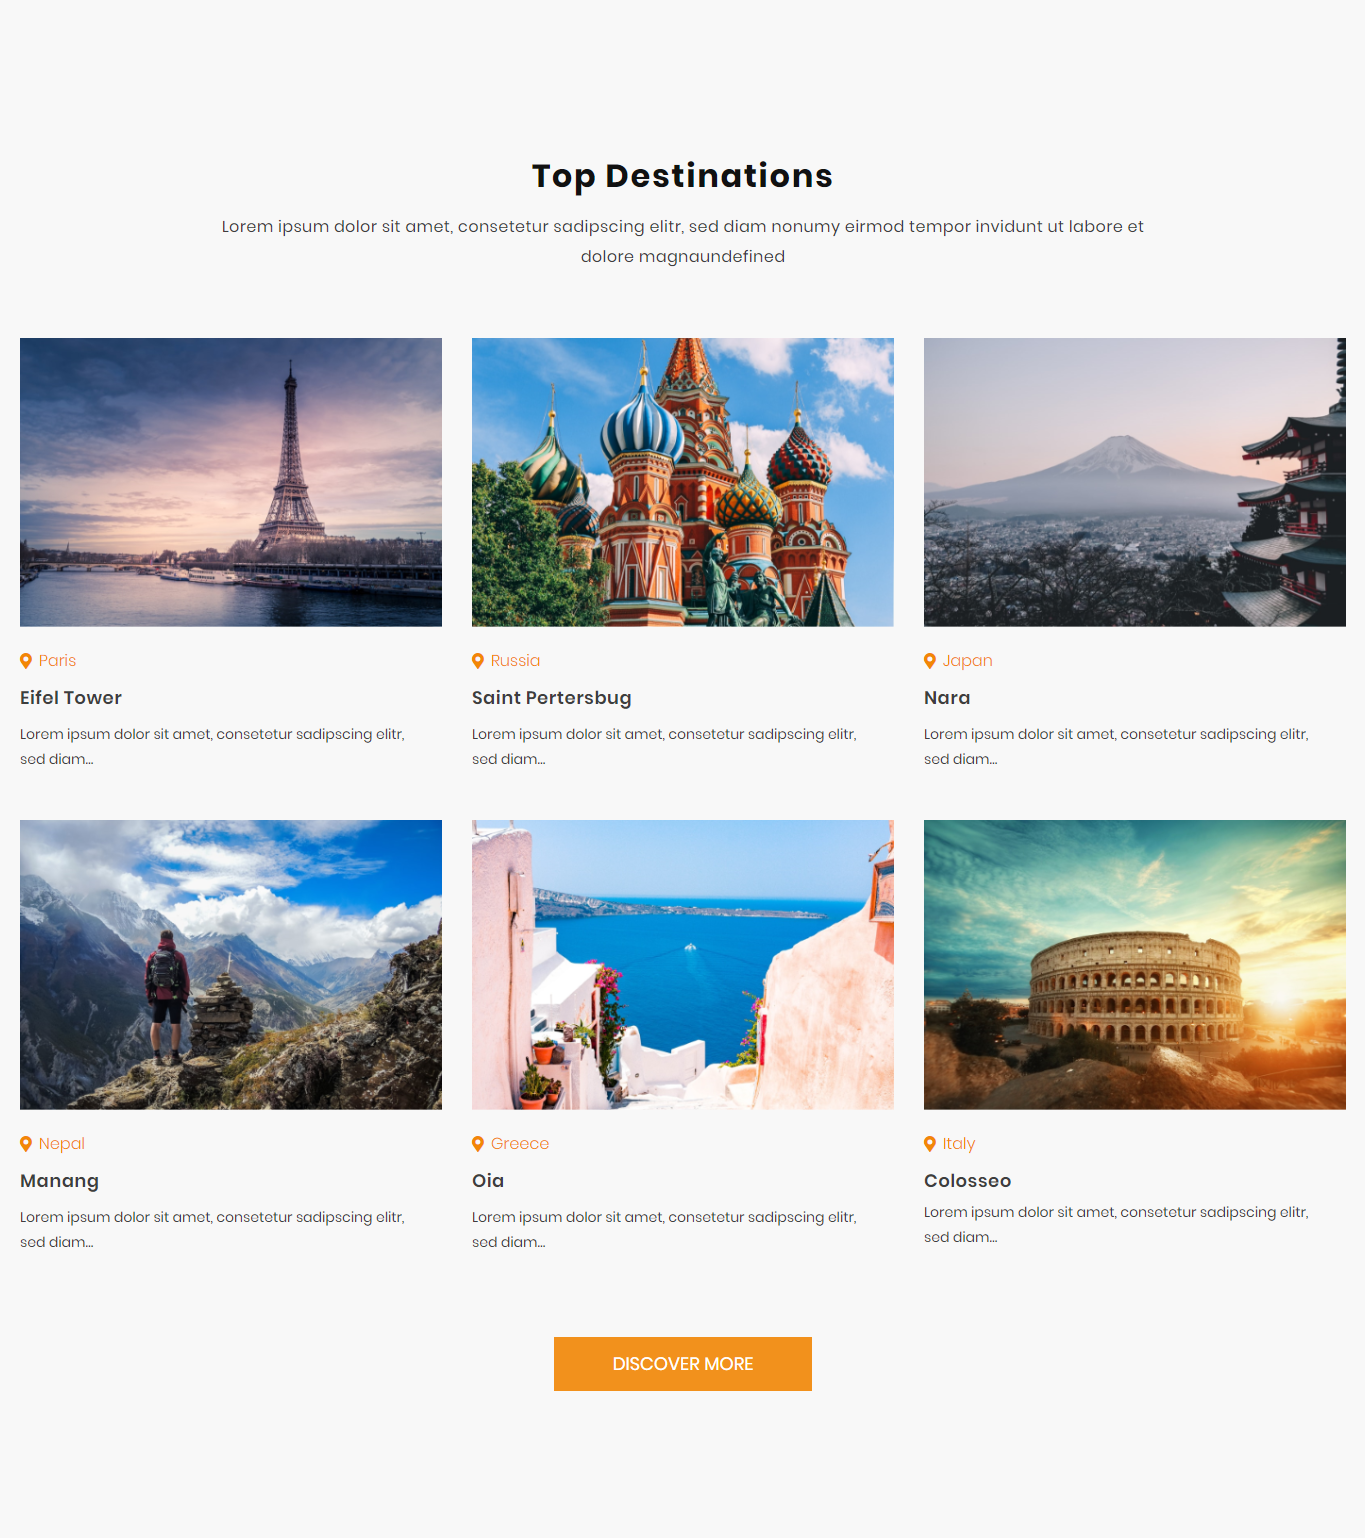 Top Destinations
Lorem ipsum dolor sit amet, consetetur sadipscing elitr, sed diam nonumy eirmod tempor invidunt ut labore et
dolore magnaundefined
Paris
Eifel Tower
Lorem ipsum dolor sit amet, consetetur sadipscing elitr,
sed diam...
Russia
Saint Pertersbug
Lorem ipsum dolor sit amet, consetetur sadipscing elitr,
sed diam...
Japan
Nara
Lorem ipsum dolor sit amet, consetetur sadipscing elitr,
sed diam...
Nepal
Manang
Lorem ipsum dolor sit amet, consetetur sadipscing elitr,
sed diam...
Greece
Oia
Lorem ipsum dolor sit amet, consetetur sadipscing elitr,
sed diam...
Italy
Colosseo
Lorem ipsum dolor sit amet, consetetur sadipscing elitr,
sed diam...
DISCOVER MORE